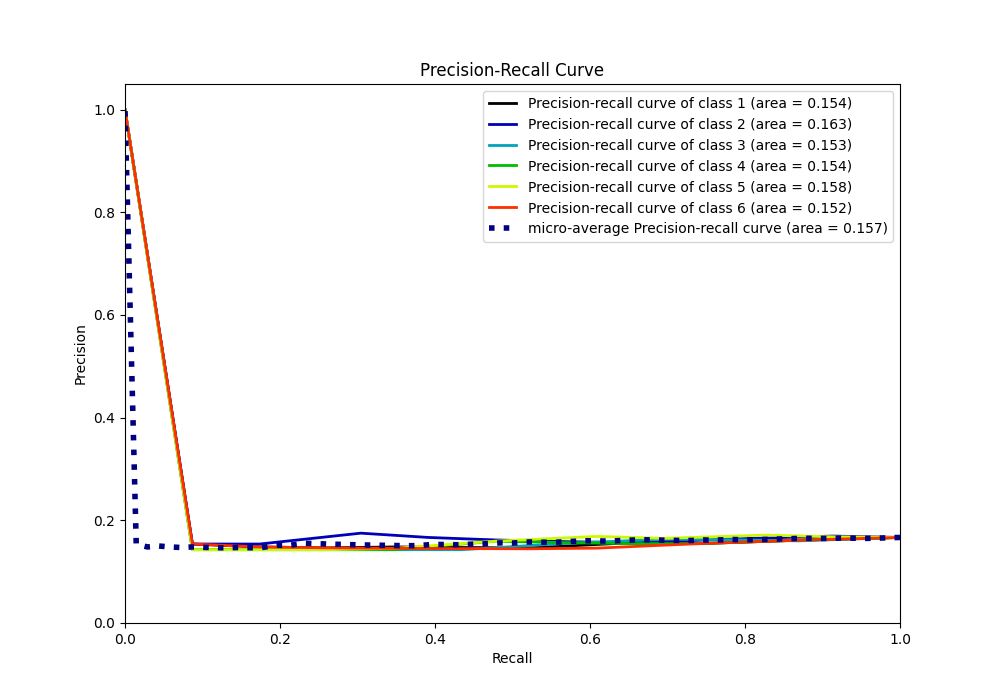 Precision-Recall Curve
1.0
0.8
0.6
0.4
0.2
0.0
Precision
Precision-recall curve of class 1 (area = 0.154)
Precision-recall curve of class 2 (area = 0.163)
Precision-recall curve of class 3 (area = 0.153)
Precision-recall curve of class 4 (area = 0.154)
Precision-recall curve of class 5 (area = 0.158)
Precision-recall curve of class 6 (area = 0.152)
micro-average Precision-recall curve (area = 0.157)
0.0 0.2 0.4 0.6 0.8 1.0
Recall